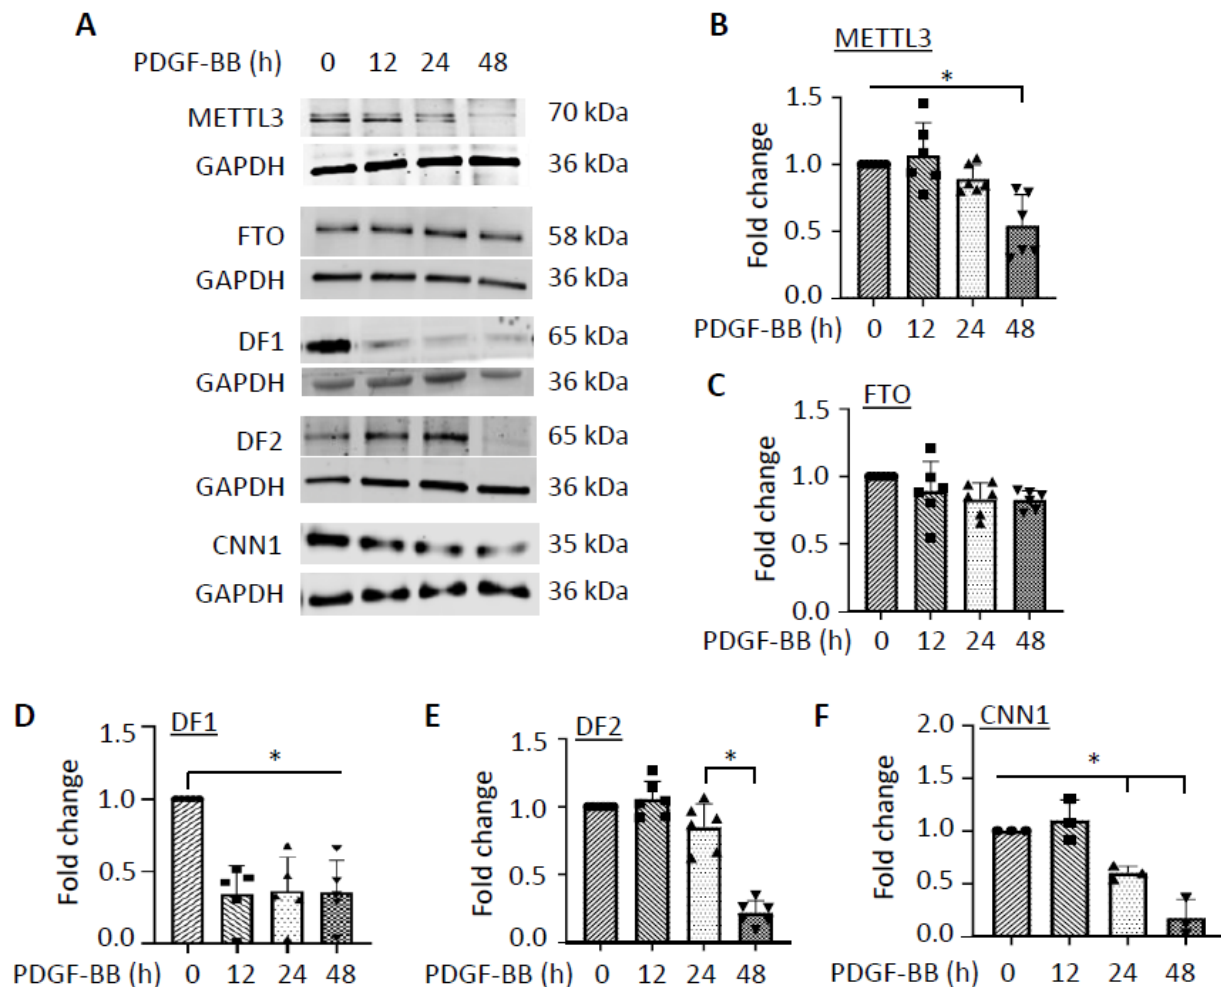 A
PDGF-BB (h) 0 12 24 48
METTL3 70 kDa
GAPDH 36 kDa
FTO 58 kDa
GAPDH 36 kDa
DF1 65 kDa
GAPDH 36 kDa
DF2 65 kDa
GAPDH 36 kDa
CNN1 35 kDa
GAPDH 36 kDa
B
METTL3
*
Fold change
1.5
1.0
0.5
0.0
PDGF-BB (h) 0 12 24 48
C
FTO
Fold change
1.5
1.0
0.5
0.0
PDGF-BB (h) 0 12 24 48
D
DF1
*
Fold change
1.5
1.0
0.5
0.0
PDGF-BB (h) 0 12 24 48
E
DF2
*
Fold change
1.5
1.0
0.5
0.0
PDGF-BB (h) 0 12 24 48
F
CNN1
*
Fold change
2.0
1.5
1.0
0.5
0.0
PDGF-BB (h) 0 12 24 48